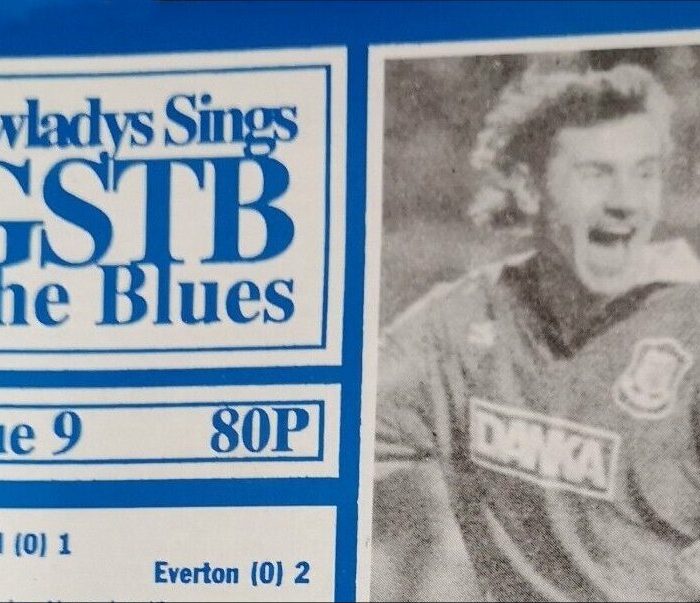 wladys Sings
GSTB
he Blues
ue 9 80P
(0) 1
Everton (0) 2
DANKA